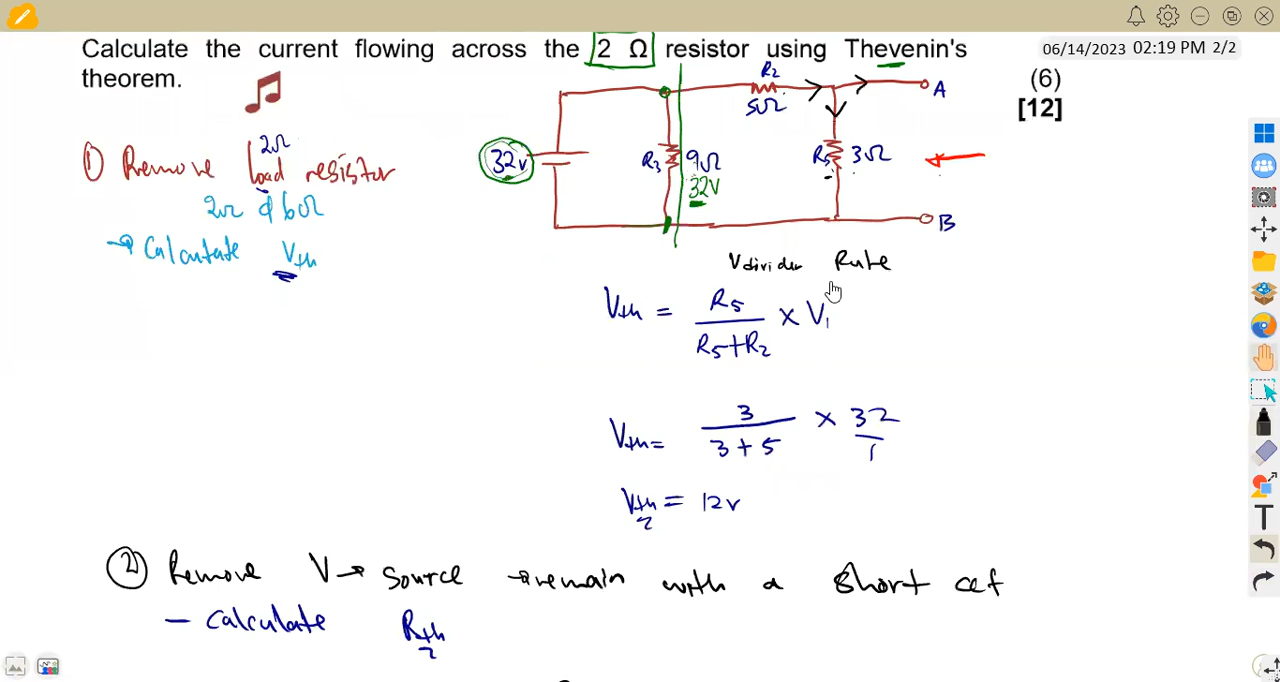 06/14/2023 02:19 PM 2/2
Calculate the current flowing across the 2 Ω resistor using Thevenin's
theorem.
(6)
[12]
R2
5Ω
A
32v
R3 9Ω
32V
R5 3Ω
B
① Remove load resistor
2Ω
2Ω & 6Ω
→ Calculate Vth
V divider Rule
Vth = R5 / R5+R2 × V1
Vth = 3 / 3 + 5 × 32 / 1
Vth = 12v
② Remove V → source → remain with a short cct
- Calculate Rth
T